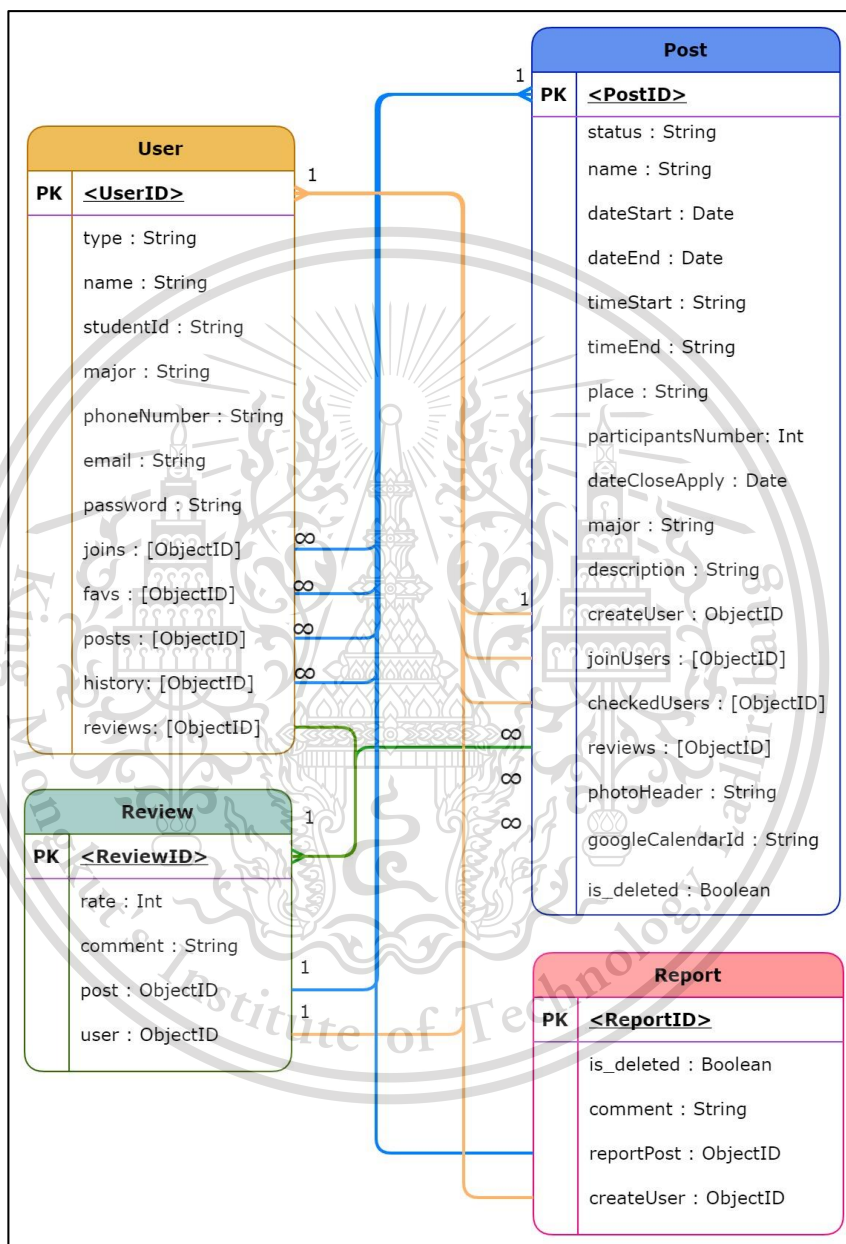 User
PK <UserID>
type : String
name : String
studentId : String
major : String
phoneNumber : String
email : String
password : String
joins : [ObjectID]
favs : [ObjectID]
posts : [ObjectID]
history: [ObjectID]
reviews: [ObjectID]
1
∞
∞
∞
∞
Post
PK <PostID>
status : String
name : String
dateStart : Date
dateEnd : Date
timeStart : String
timeEnd : String
place : String
participantsNumber: Int
dateCloseApply : Date
major : String
description : String
createUser : ObjectID
joinUsers : [ObjectID]
checkedUsers : [ObjectID]
reviews : [ObjectID]
photoHeader : String
googleCalendarId : String
is_deleted : Boolean
1
1
∞
∞
∞
Review
PK <ReviewID>
rate : Int
comment : String
post : ObjectID
user : ObjectID
1
1
1
Report
PK <ReportID>
is_deleted : Boolean
comment : String
reportPost : ObjectID
createUser : ObjectID
King Mongkut's Institute of Technology Ladkrabang